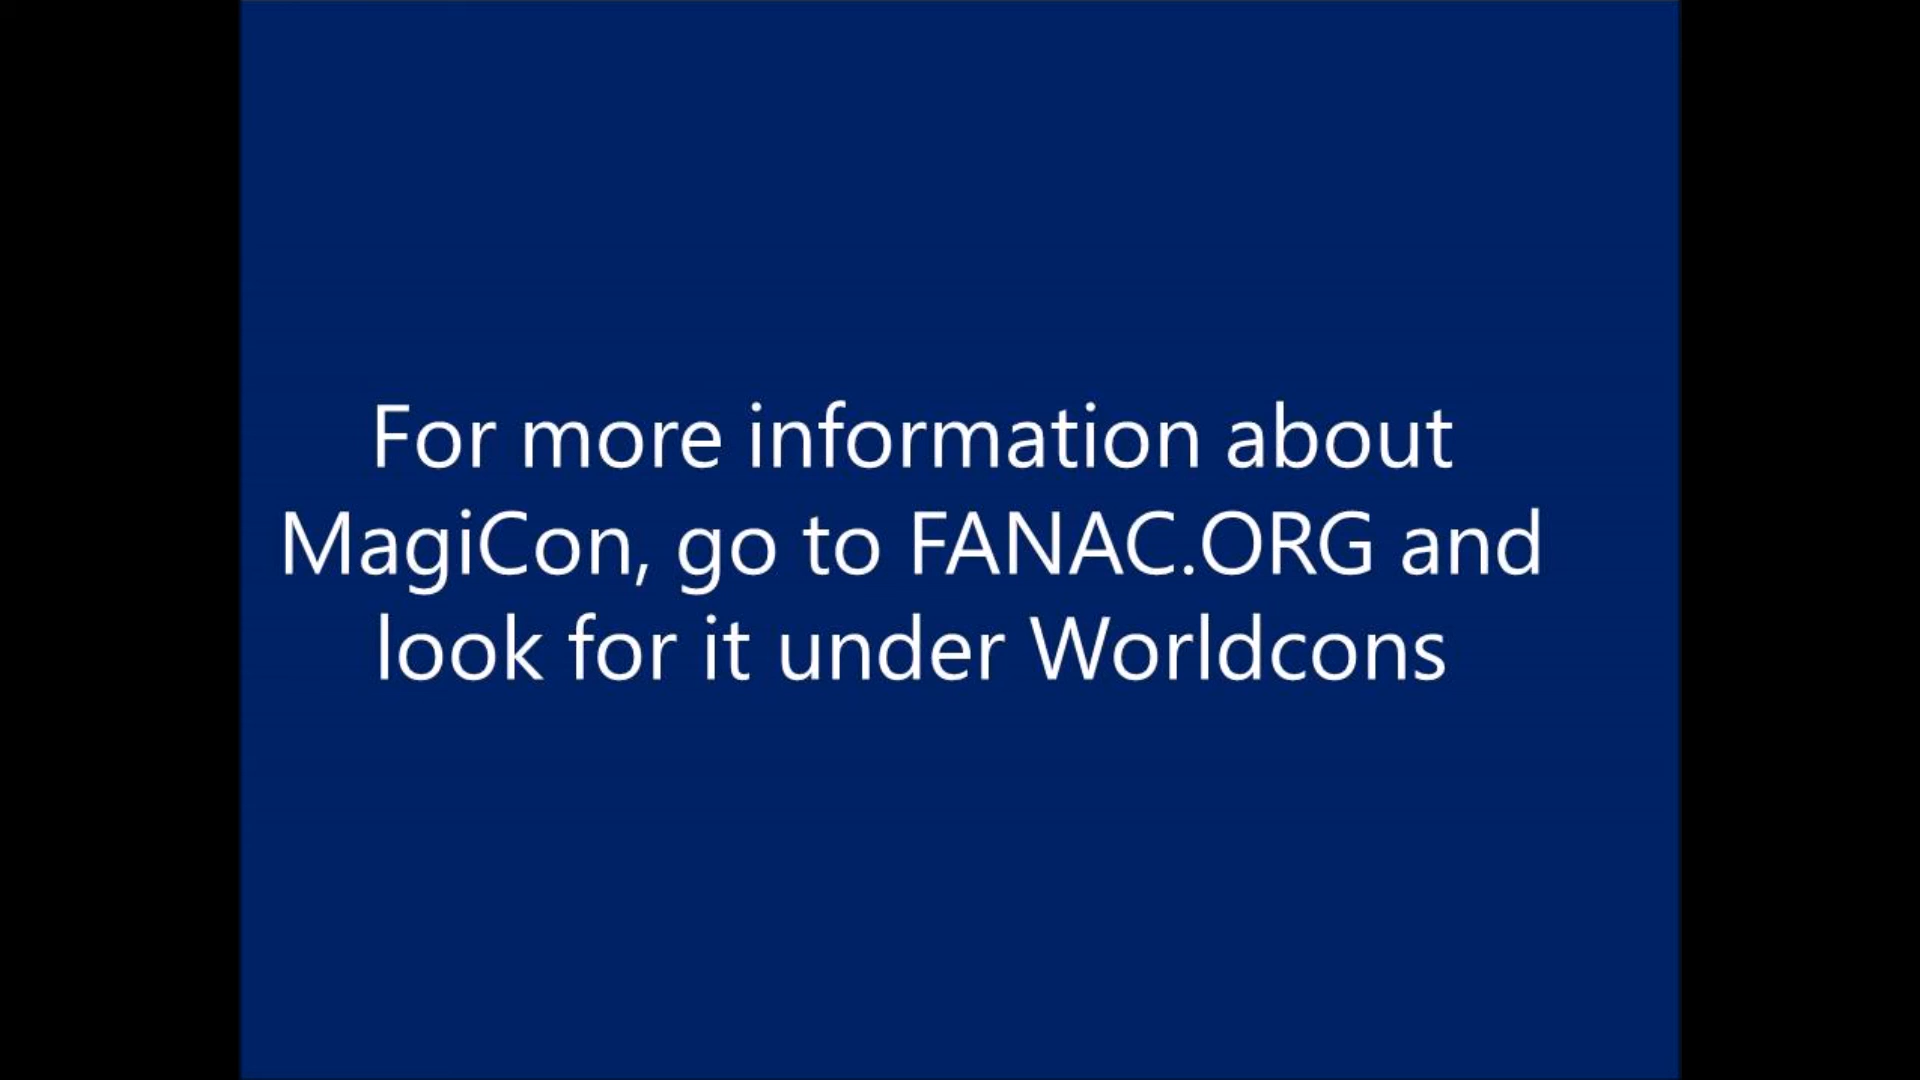 For more information about
MagiCon, go to FANAC.ORG and
look for it under Worldcons